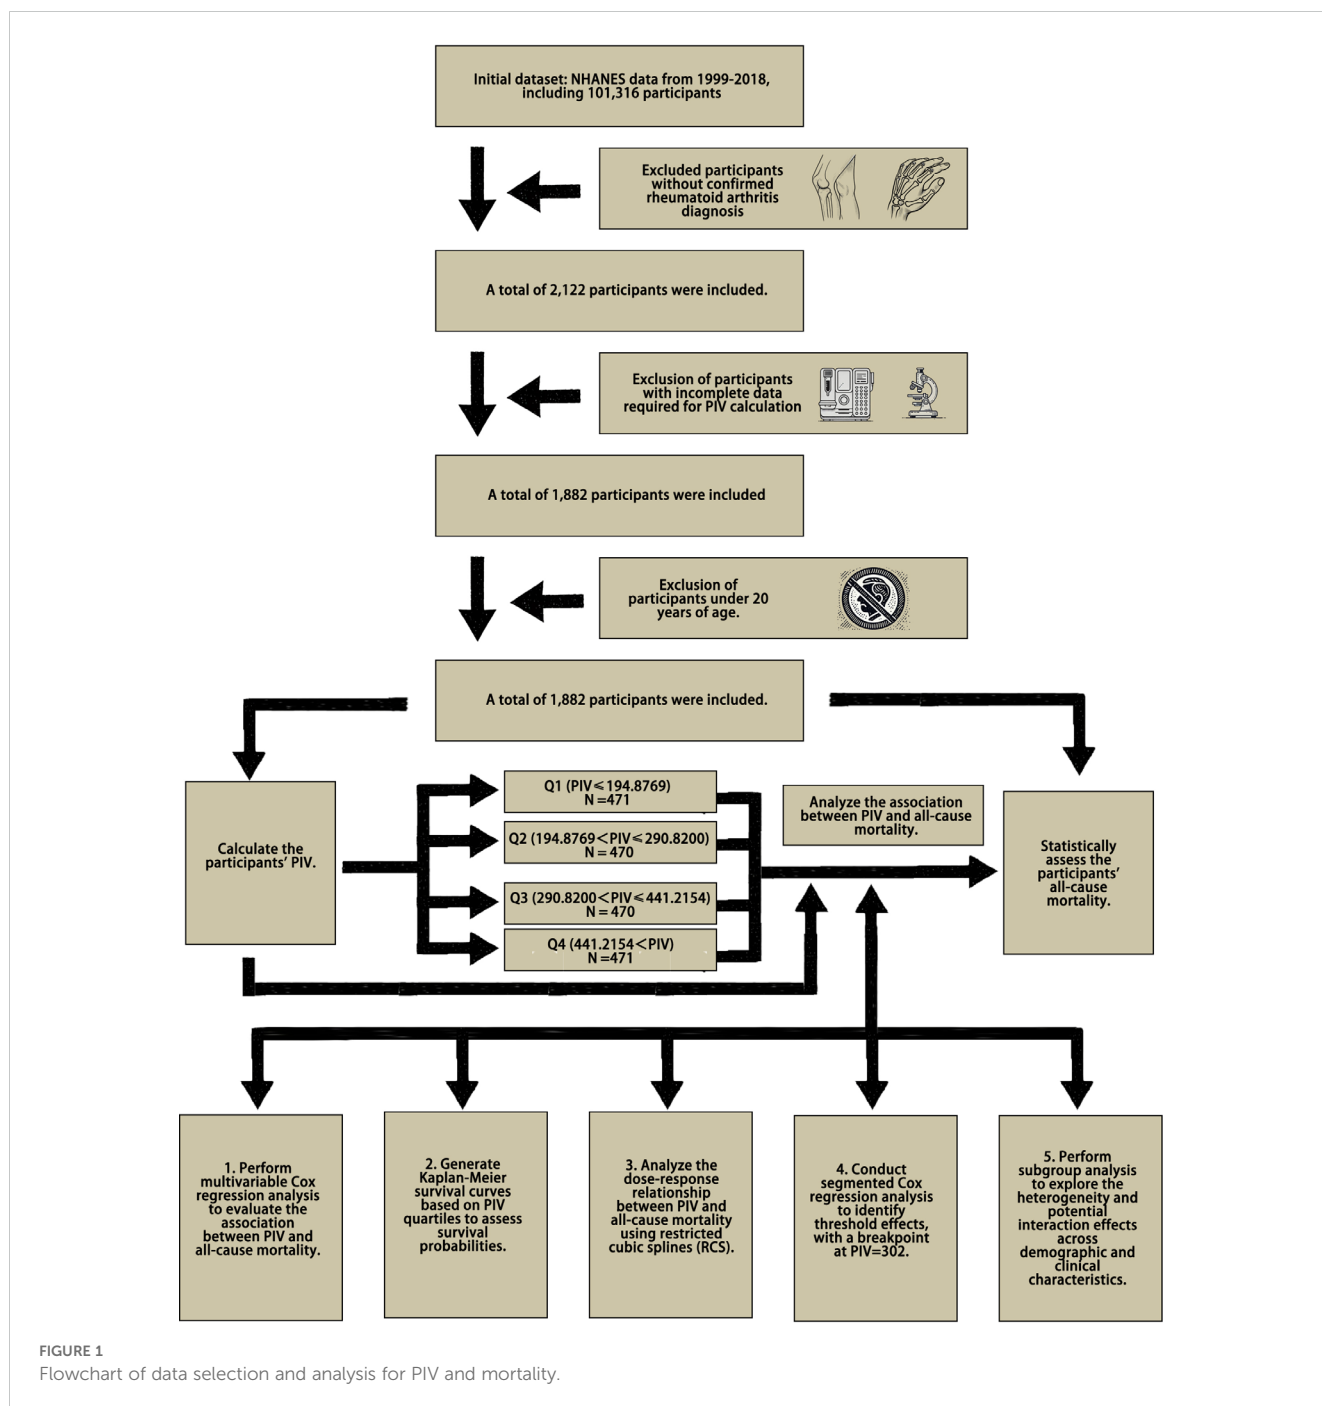 Initial dataset: NHANES data from 1999-2018,
including 101,316 participants
Excluded participants
without confirmed
rheumatoid arthritis
diagnosis
A total of 2,122 participants were included.
Exclusion of participants
with incomplete data
required for PIV calculation
A total of 1,882 participants were included
Exclusion of
participants under 20
years of age.
A total of 1,882 participants were included.
Calculate the
participants' PIV.
Q1 (PIV≤194.8769)
N =471
Q2 (194.8769<PIV≤290.8200)
N = 470
Q3 (290.8200<PIV≤441.2154)
N = 470
Q4 (441.2154<PIV)
N =471
Analyze the association
between PIV and all-cause
mortality.
Statistically
assess the
participants'
all-cause
mortality.
1. Perform
multivariable Cox
regression analysis
to evaluate the
association
between PIV and
all-cause mortality.
2. Generate
Kaplan-Meier
survival curves
based on PIV
quartiles to assess
survival
probabilities.
3. Analyze the
dose-response
relationship
between PIV and
all-cause mortality
using restricted
cubic splines (RCS).
4. Conduct
segmented Cox
regression analysis
to identify
threshold effects,
with a breakpoint
at PIV=302.
5. Perform
subgroup analysis
to explore the
heterogeneity and
potential
interaction effects
across
demographic and
clinical
characteristics.
FIGURE 1
Flowchart of data selection and analysis for PIV and mortality.